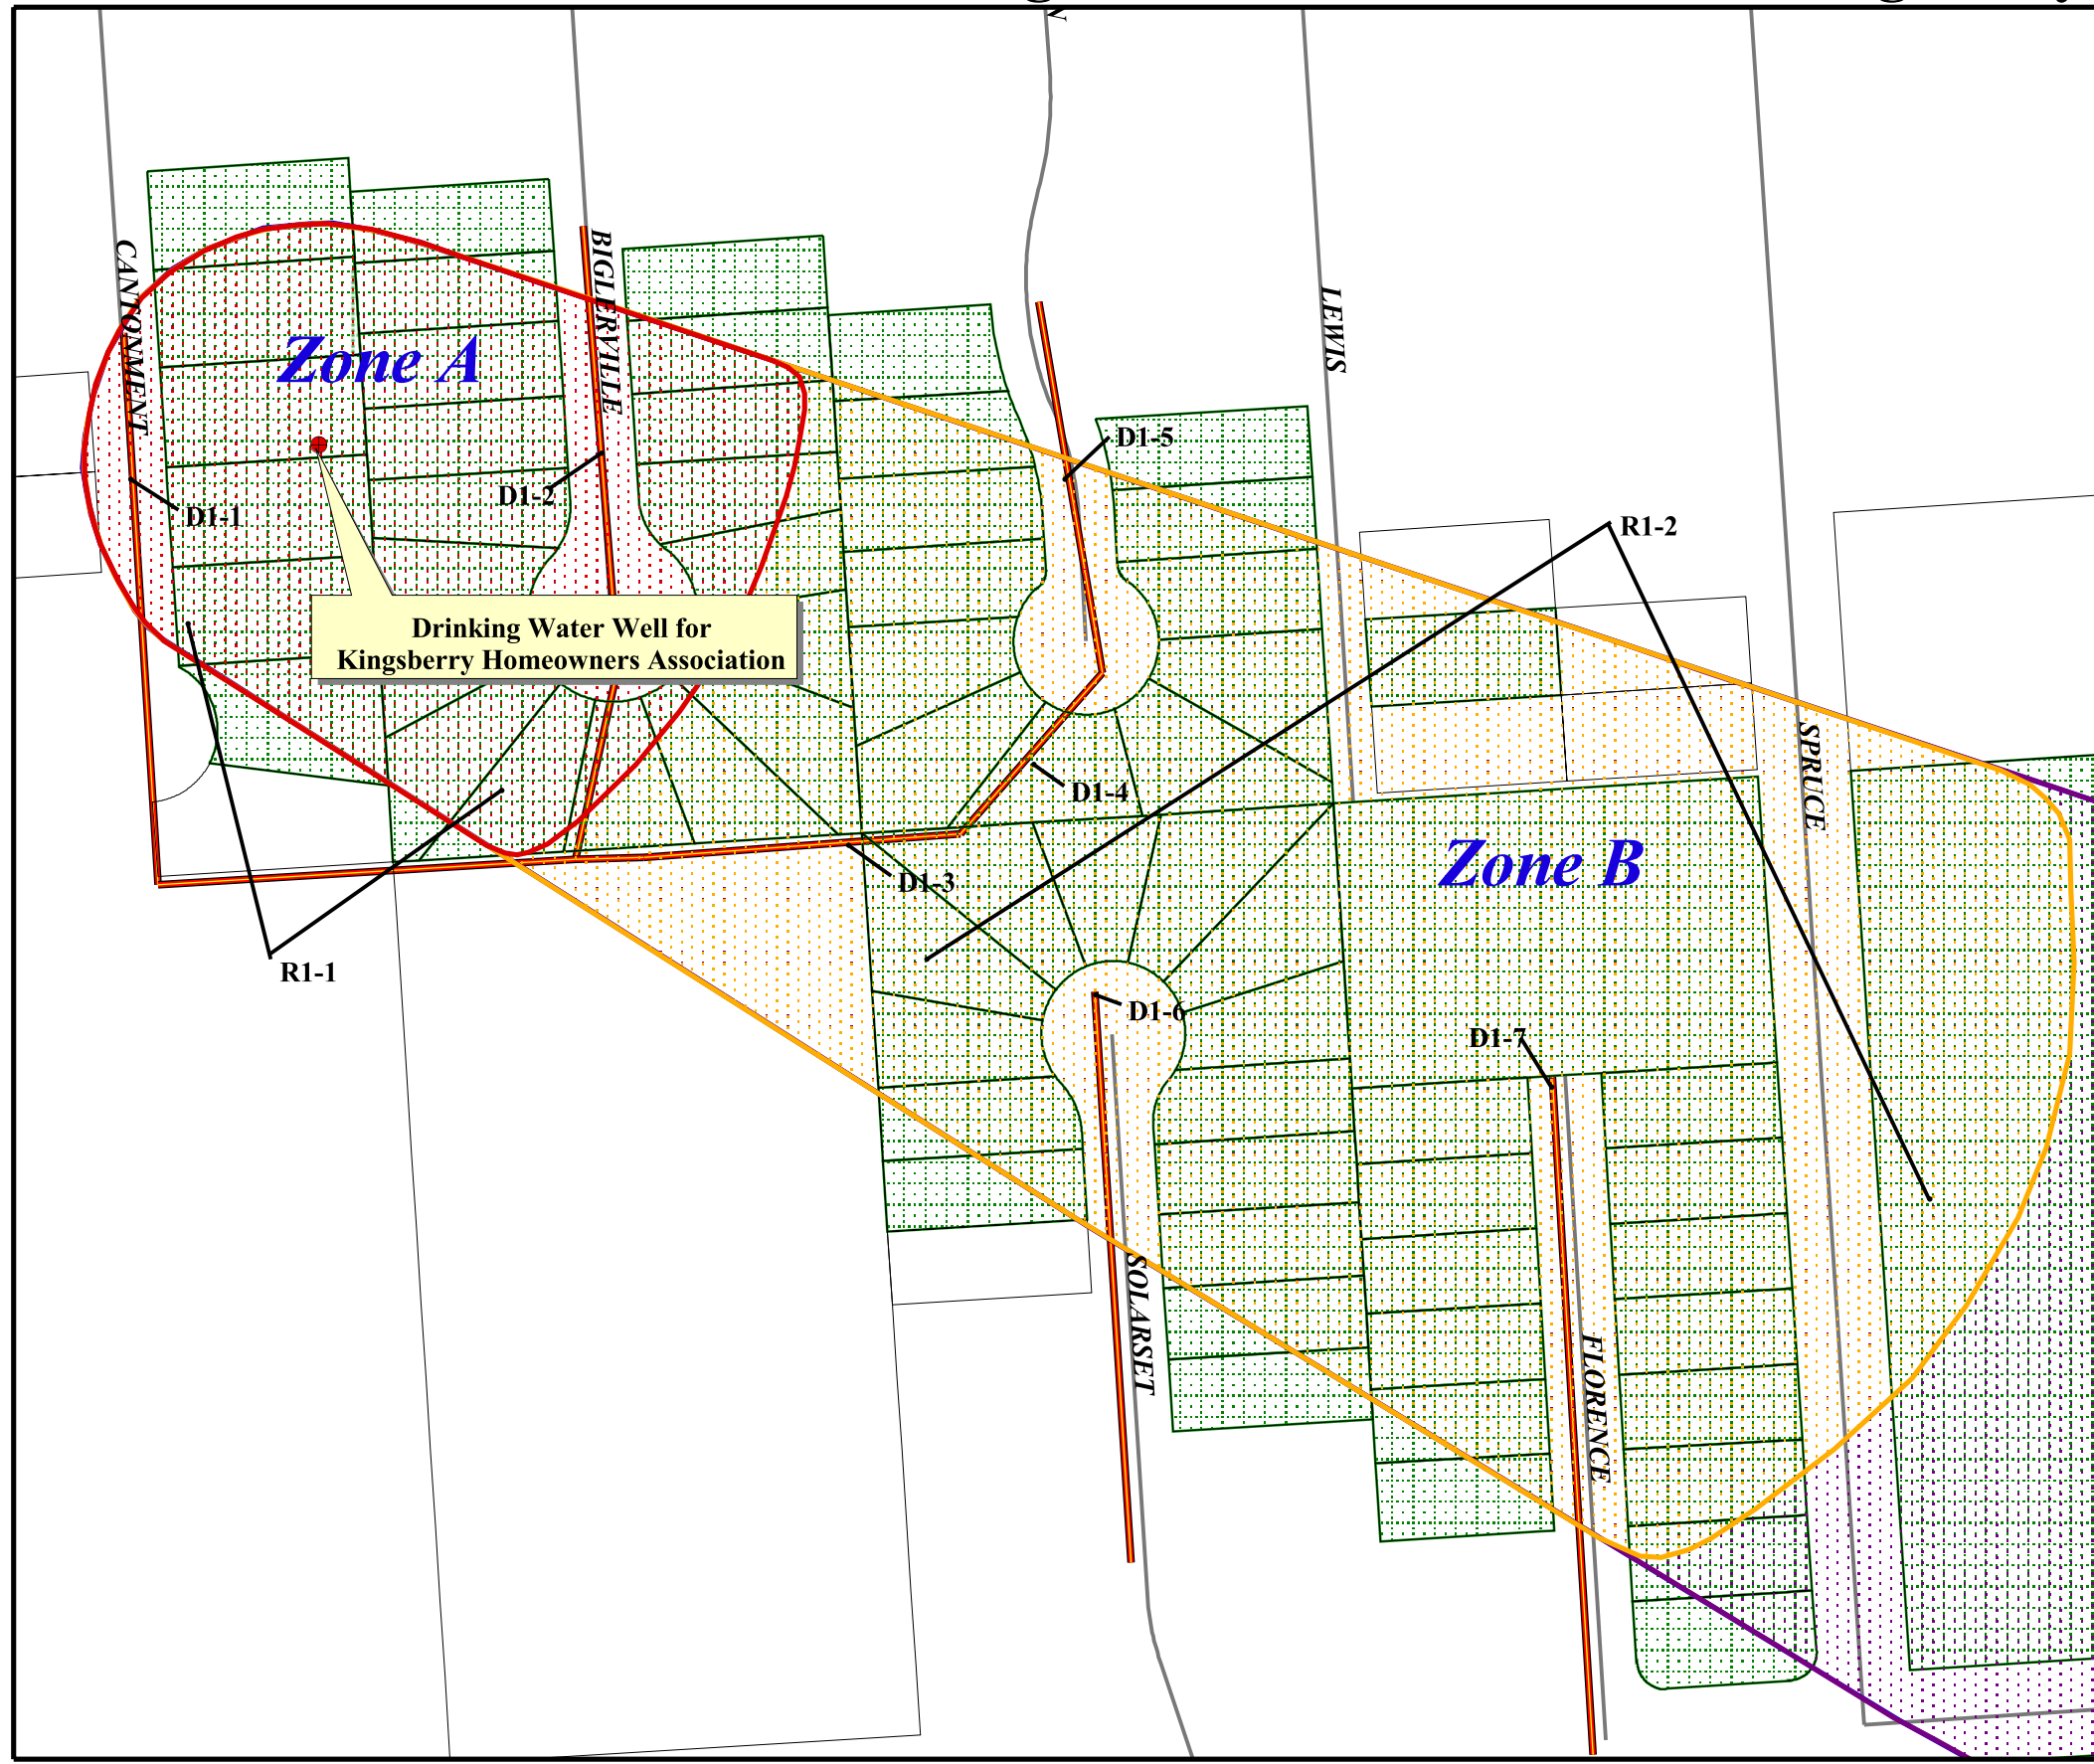 CANTONMENT
BIGLERVILLE
LEWIS
Zone A
D1-5
D1-2
D1-1
R1-2
Drinking Water Well for
Kingsberry Homeowners Association
D1-4
SPRUCE
Zone B
D1-3
R1-1
D1-6
D1-7
SOLARSET
FLORENCE